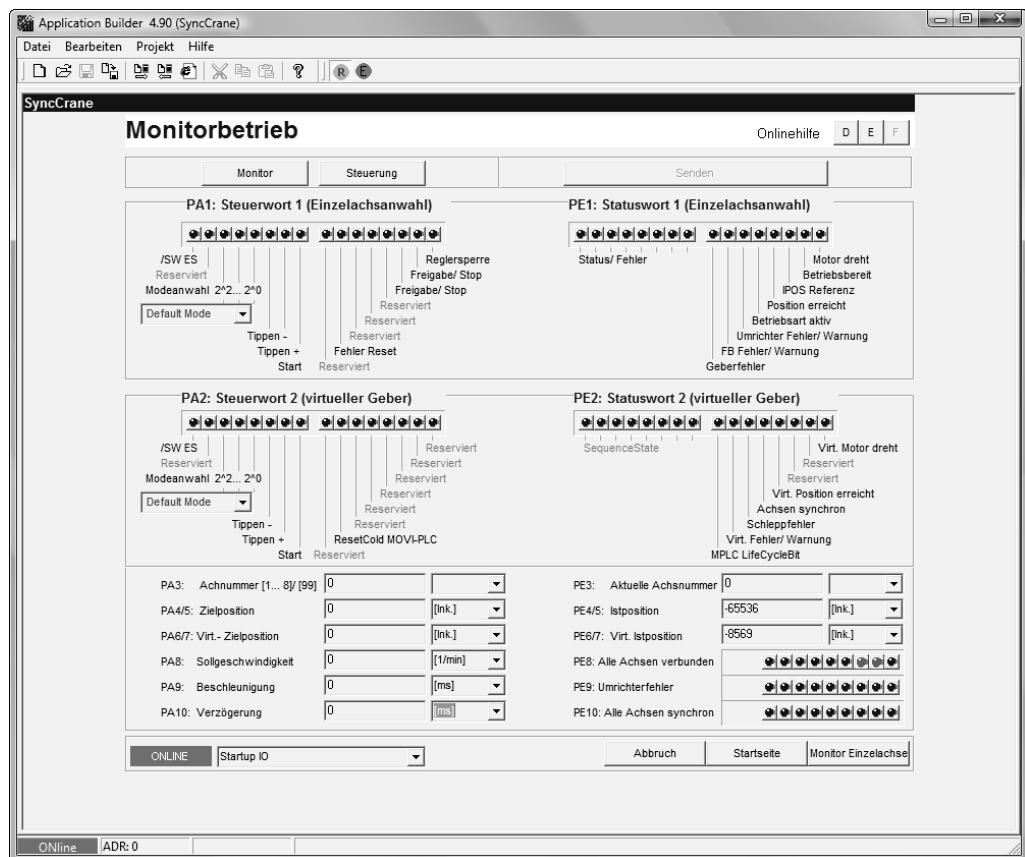 Application Builder 4.90 (SyncCrane)
Datei Bearbeiten Projekt Hilfe
R E
SyncCrane
Monitorbetrieb
Onlinehilfe D E F
Monitor Steuerung Senden
PA1: Steuerwort 1 (Einzelachsanwahl)
/SW ES
Reserviert
Modeanwahl 2^2... 2^0
Default Mode
Tippen -
Tippen +
Start
Reglersperre
Freigabe/ Stop
Freigabe/ Stop
Reserviert
Reserviert
Reserviert
Fehler Reset
Reserviert
PE1: Statuswort 1 (Einzelachsanwahl)
Status/ Fehler
Motor dreht
Betriebsbereit
IPOS Referenz
Position erreicht
Betriebsart aktiv
Umrichter Fehler/ Warnung
FB Fehler/ Warnung
Geberfehler
PA2: Steuerwort 2 (virtueller Geber)
/SW ES
Reserviert
Modeanwahl 2^2... 2^0
Default Mode
Tippen -
Tippen +
Start
Reserviert
Reserviert
Reserviert
Reserviert
Reserviert
Reserviert
ResetCold MOVI-PLC
Reserviert
PE2: Statuswort 2 (virtueller Geber)
SequenceState
Virt. Motor dreht
Reserviert
Reserviert
Virt. Position erreicht
Achsen synchron
Schleppfehler
Virt. Fehler/ Warnung
MPLC LifeCycleBit
PA3: Achnummer [1... 8]/ [99] 0
PA4/5: Zielposition 0 [Ink.]
PA6/7: Virt.- Zielposition 0 [Ink.]
PA8: Sollgeschwindigkeit 0 [1/min]
PA9: Beschleunigung 0 [ms]
PA10: Verzögerung 0 [ms]
PE3: Aktuelle Achsnummer 0
PE4/5: Istposition -65536 [Ink.]
PE6/7: Virt. Istposition -8569 [Ink.]
PE8: Alle Achsen verbunden
PE9: Umrichterfehler
PE10: Alle Achsen synchron
ONLINE Startup IO Abbruch Startseite Monitor Einzelachse
ONline ADR: 0